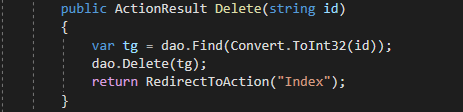 public ActionResult Delete(string id)
{
var tg = dao.Find(Convert.ToInt32(id));
dao.Delete(tg);
return RedirectToAction("Index");
}